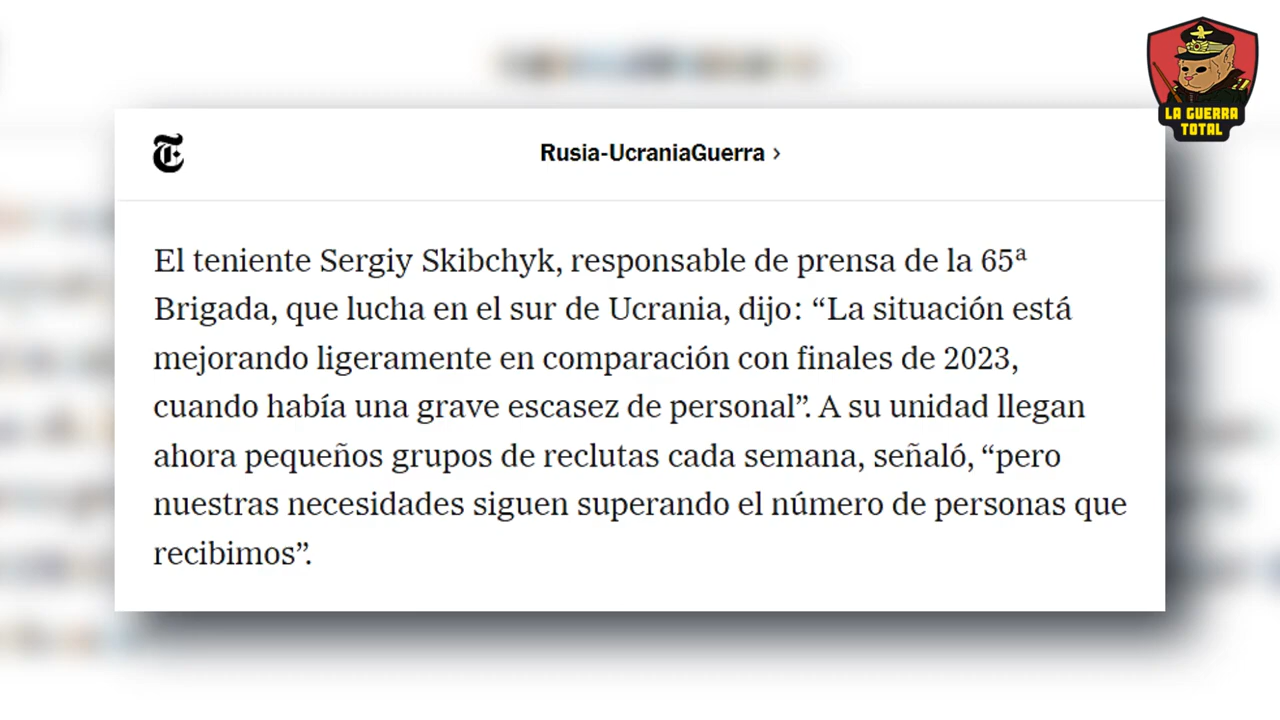 LA GUERRA
TOTAL
Rusia-UcraniaGuerra ›
El teniente Sergiy Skibchyk, responsable de prensa de la 65ª
Brigada, que lucha en el sur de Ucrania, dijo: “La situación está
mejorando ligeramente en comparación con finales de 2023,
cuando había una grave escasez de personal”. A su unidad llegan
ahora pequeños grupos de reclutas cada semana, señaló, “pero
nuestras necesidades siguen superando el número de personas que
recibimos”.